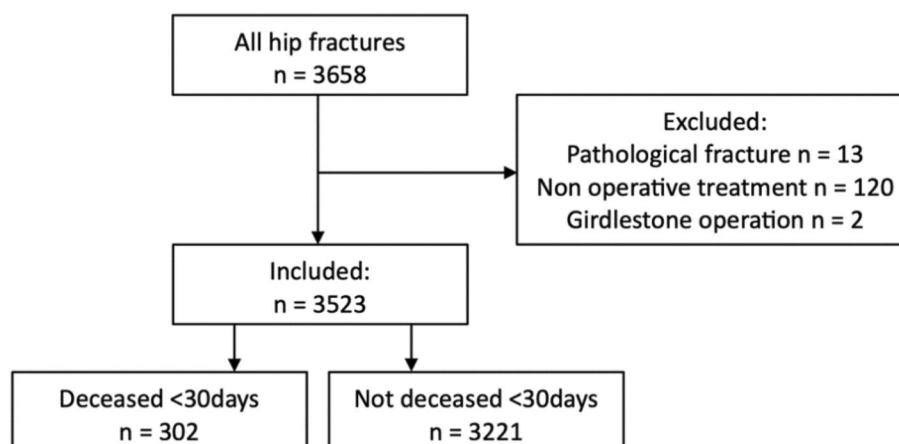 All hip fractures
n = 3658
Excluded:
Pathological fracture n = 13
Non operative treatment n = 120
Girdlestone operation n = 2
Included:
n = 3523
Deceased <30days
n = 302
Not deceased <30days
n = 3221